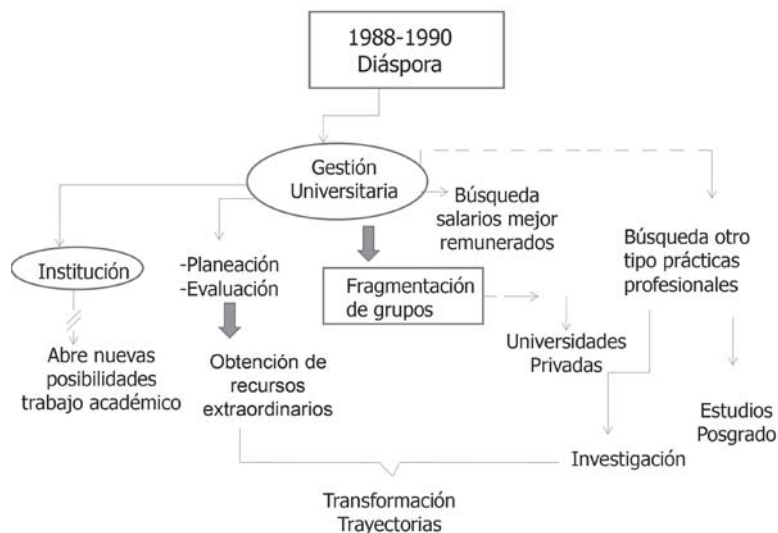 1988-1990
Diáspora
Gestión
Universitaria
Búsqueda
salarios mejor
remunerados
Búsqueda otro
tipo prácticas
profesionales
Institución
-Planeación
-Evaluación
Fragmentación
de grupos
Universidades
Privadas
Abre nuevas
posibilidades
trabajo académico
Obtención de
recursos
extraordinarios
Estudios
Posgrado
Investigación
Transformación
Trayectorias